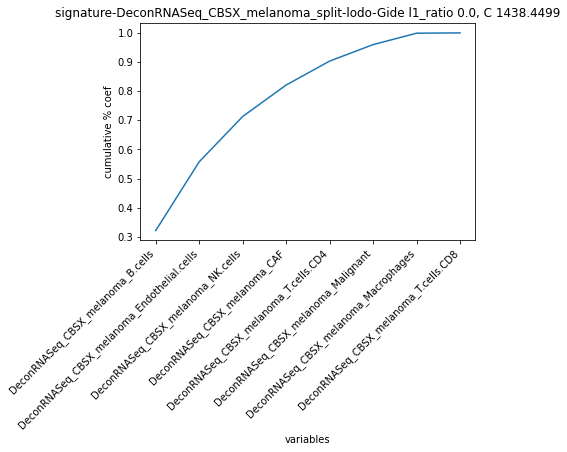 signature-DeconRNASeq_CBSX_melanoma_split-lodo-Gide l1_ratio 0.0, C 1438.4499
1.0
0.9
0.8
0.7
0.6
0.5
0.4
0.3
cumulative % coef
DeconRNASeq_CBSX_melanoma_B.cells
DeconRNASeq_CBSX_melanoma_Endothelial.cells
DeconRNASeq_CBSX_melanoma_NK.cells
DeconRNASeq_CBSX_melanoma_CAF
DeconRNASeq_CBSX_melanoma_T.cells.CD4
DeconRNASeq_CBSX_melanoma_Malignant
DeconRNASeq_CBSX_melanoma_Macrophages
DeconRNASeq_CBSX_melanoma_T.cells.CD8
variables